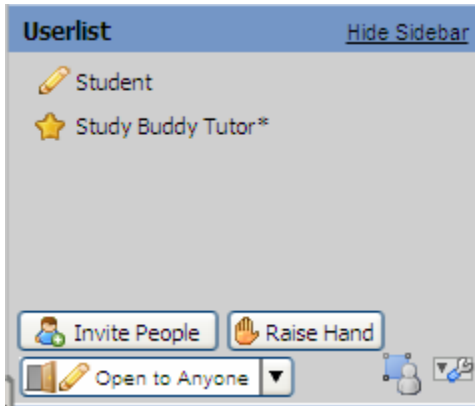 Userlist Hide Sidebar
Student
Study Buddy Tutor*
Invite People Raise Hand
Open to Anyone